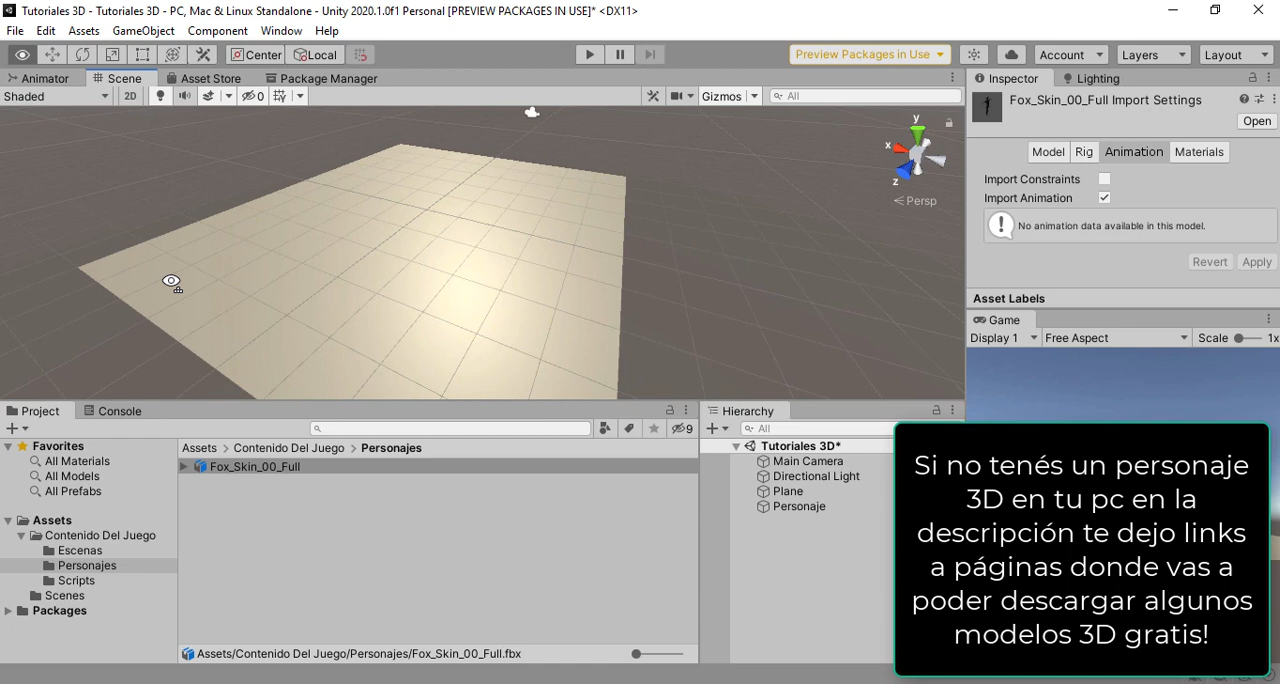 Tutoriales 3D - Tutoriales 3D - PC, Mac & Linux Standalone - Unity 2020.1.0f1 Personal [PREVIEW PACKAGES IN USE]* <DX11>
File Edit Assets GameObject Component Window Help
Center Local Preview Packages in Use Account Layers Layout
Animator Scene Asset Store Package Manager
Shaded 2D 0 Gizmos All
y
x
z
Persp
Inspector Lighting
Fox_Skin_00_Full Import Settings
Open
Model Rig Animation Materials
Import Constraints
Import Animation
No animation data available in this model.
Revert Apply
Asset Labels
Game
Display 1 Free Aspect Scale 1x
Project Console
9
Favorites
All Materials
All Models
All Prefabs
Assets
Contenido Del Juego
Escenas
Personajes
Scripts
Scenes
Packages
Assets > Contenido Del Juego > Personajes
Fox_Skin_00_Full
Assets/Contenido Del Juego/Personajes/Fox_Skin_00_Full.fbx
Hierarchy
All
Tutoriales 3D*
Main Camera
Directional Light
Plane
Personaje
Si no tenés un personaje
3D en tu pc en la
descripción te dejo links
a páginas donde vas a
poder descargar algunos
modelos 3D gratis!